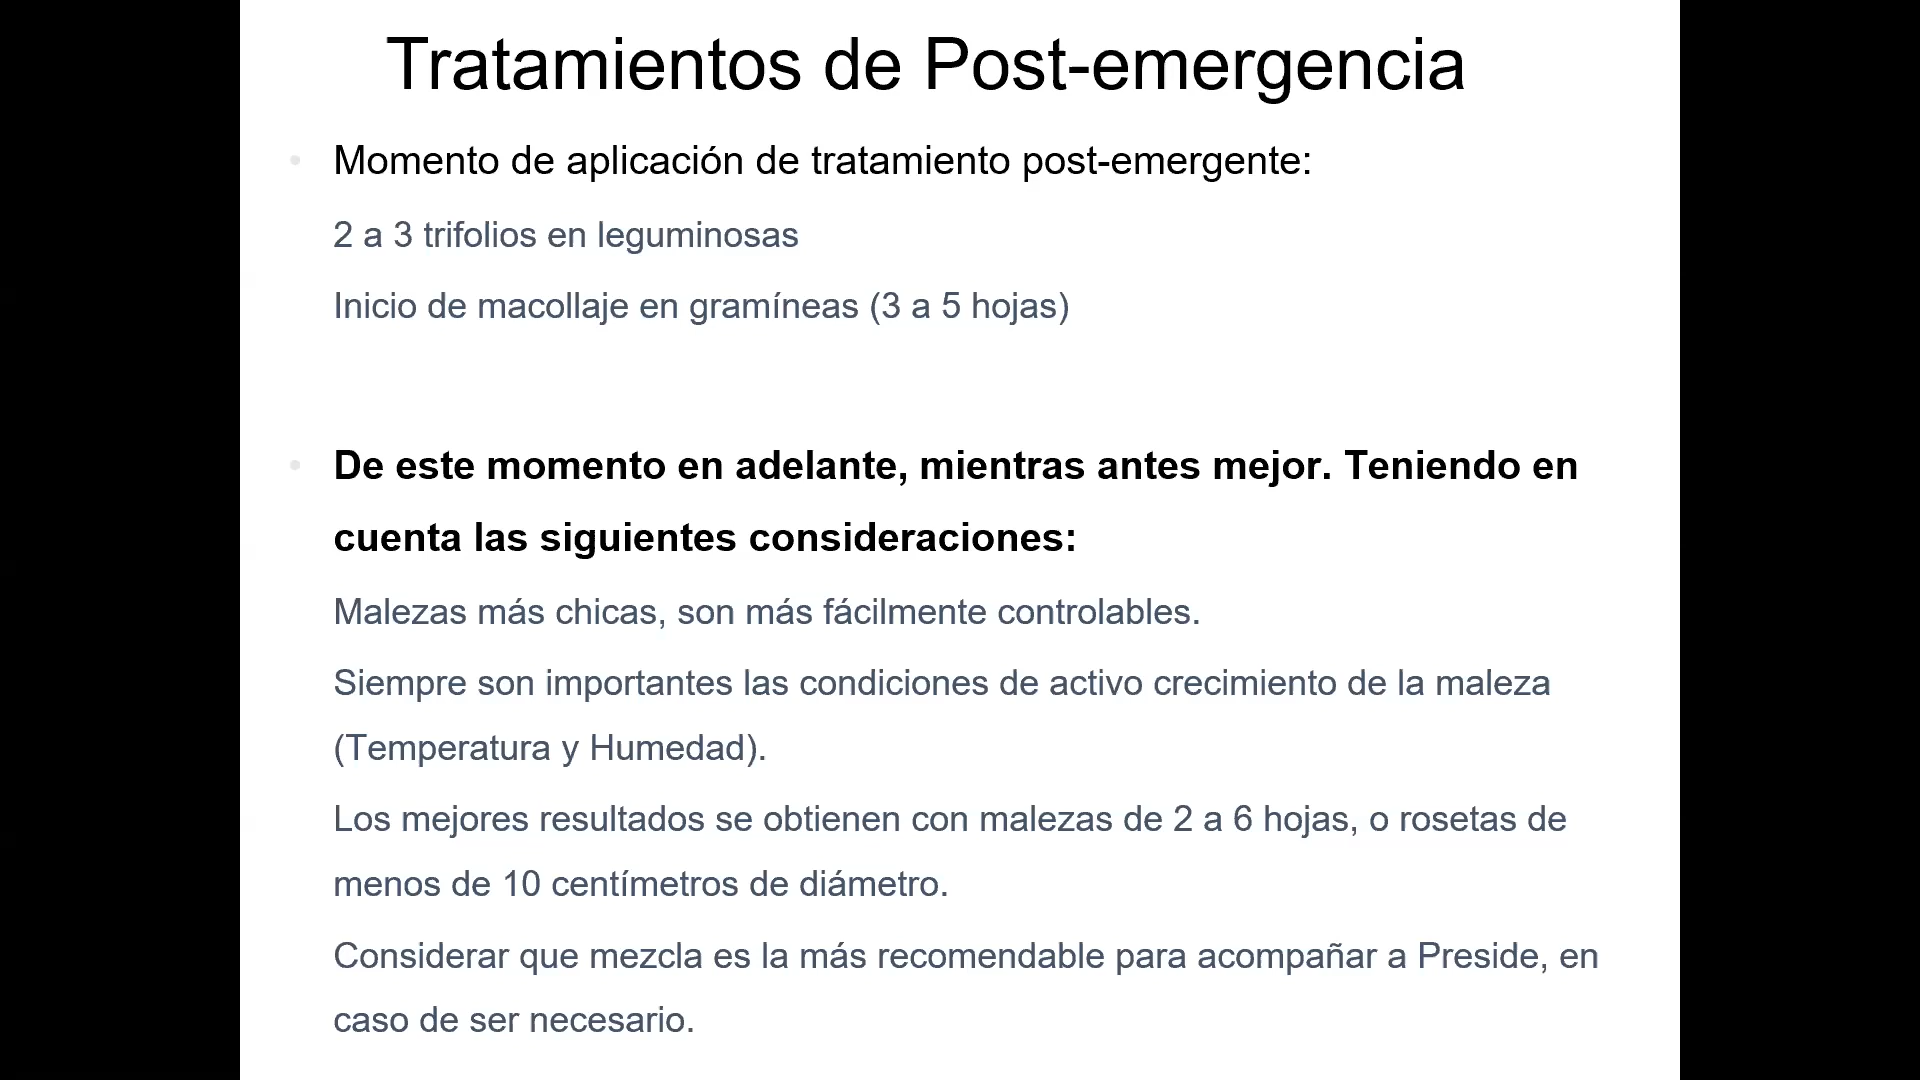 Tratamientos de Post-emergencia
• Momento de aplicación de tratamiento post-emergente:
2 a 3 trifolios en leguminosas
Inicio de macollaje en gramíneas (3 a 5 hojas)
• De este momento en adelante, mientras antes mejor. Teniendo en
cuenta las siguientes consideraciones:
Malezas más chicas, son más fácilmente controlables.
Siempre son importantes las condiciones de activo crecimiento de la maleza
(Temperatura y Humedad).
Los mejores resultados se obtienen con malezas de 2 a 6 hojas, o rosetas de
menos de 10 centímetros de diámetro.
Considerar que mezcla es la más recomendable para acompañar a Preside, en
caso de ser necesario.